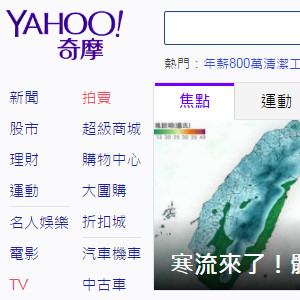 YAHOO!
奇摩
熱門：年薪800萬清潔工
焦點 運動
新聞 拍賣
股市 超級商城
理財 購物中心
運動 大團購
名人娛樂 折扣城
電影 汽車機車
TV 中古車
寒流來了！